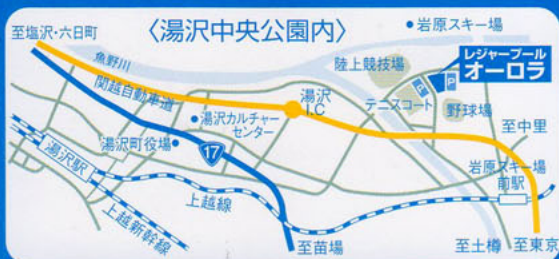 〈湯沢中央公園内〉
岩原スキー場
至塩沢・六日町
レジャープール
オーロラ
P
魚野川
陸上競技場
関越自動車道
湯沢
I.C
テニスコート
野球場
湯沢カルチャー
センター
至中里
湯沢町役場
17
岩原スキー場
前駅
湯沢駅
上越線
上越新幹線
至苗場
至土樽
至東京